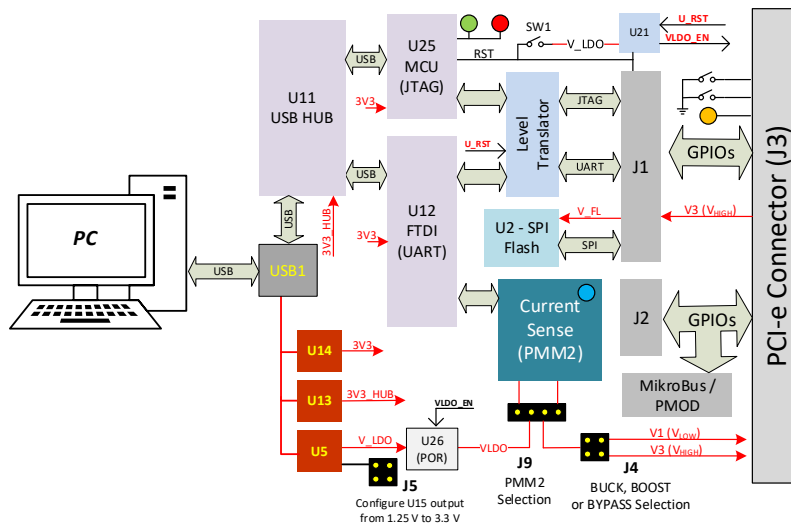 U_RST
VLDO_EN
SW1
V_LDO
U21
U25
MCU
(JTAG)
RST
USB
3V3
U11
USB HUB
Level
Translator
JTAG
UART
U_RST
J1
GPIOs
PCI-e Connector (J3)
USB
U12
FTDI
(UART)
3V3
V_FL
V3 (VHIGH)
U2 - SPI
Flash
SPI
PC
USB
3V3_HUB
USB
USB1
Current
Sense
(PMM2)
J2
GPIOs
MikroBus /
PMOD
U14
3V3
U13
3V3_HUB
VLDO_EN
U5
V_LDO
U26
(POR)
VLDO
V1 (VLOW)
V3 (VHIGH)
J5
Configure U15 output
from 1.25 V to 3.3 V
J9
PMM2
Selection
J4
BUCK, BOOST
or BYPASS Selection